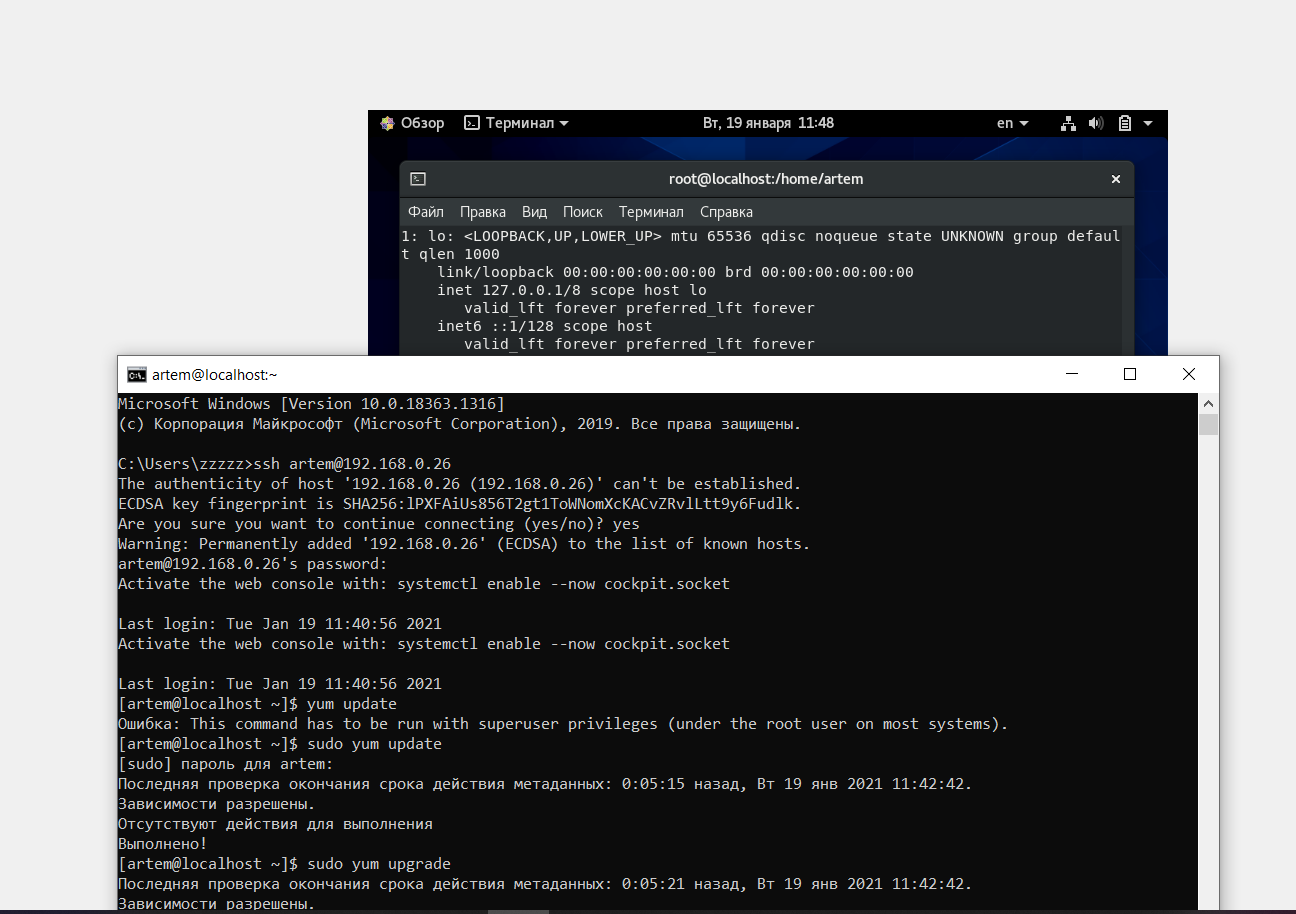 Обзор Терминал Вт, 19 января 11:48 en
root@localhost:/home/artem
Файл Правка Вид Поиск Терминал Справка
1: lo: <LOOPBACK,UP,LOWER_UP> mtu 65536 qdisc noqueue state UNKNOWN group defaul
t qlen 1000
link/loopback 00:00:00:00:00:00 brd 00:00:00:00:00:00
inet 127.0.0.1/8 scope host lo
valid_lft forever preferred_lft forever
inet6 ::1/128 scope host
valid_lft forever preferred_lft forever
artem@localhost:~
Microsoft Windows [Version 10.0.18363.1316]
(c) Корпорация Майкрософт (Microsoft Corporation), 2019. Все права защищены.
C:\Users\zzzzz>ssh artem@192.168.0.26
The authenticity of host '192.168.0.26 (192.168.0.26)' can't be established.
ECDSA key fingerprint is SHA256:lPXFAiUs856T2gt1ToWNomXcKACvZRvlLtt9y6Fudlk.
Are you sure you want to continue connecting (yes/no)? yes
Warning: Permanently added '192.168.0.26' (ECDSA) to the list of known hosts.
artem@192.168.0.26's password:
Activate the web console with: systemctl enable --now cockpit.socket
Last login: Tue Jan 19 11:40:56 2021
Activate the web console with: systemctl enable --now cockpit.socket
Last login: Tue Jan 19 11:40:56 2021
[artem@localhost ~]$ yum update
Ошибка: This command has to be run with superuser privileges (under the root user on most systems).
[artem@localhost ~]$ sudo yum update
[sudo] пароль для artem:
Последняя проверка окончания срока действия метаданных: 0:05:15 назад, Вт 19 янв 2021 11:42:42.
Зависимости разрешены.
Отсутствуют действия для выполнения
Выполнено!
[artem@localhost ~]$ sudo yum upgrade
Последняя проверка окончания срока действия метаданных: 0:05:21 назад, Вт 19 янв 2021 11:42:42.
Зависимости разрешены.